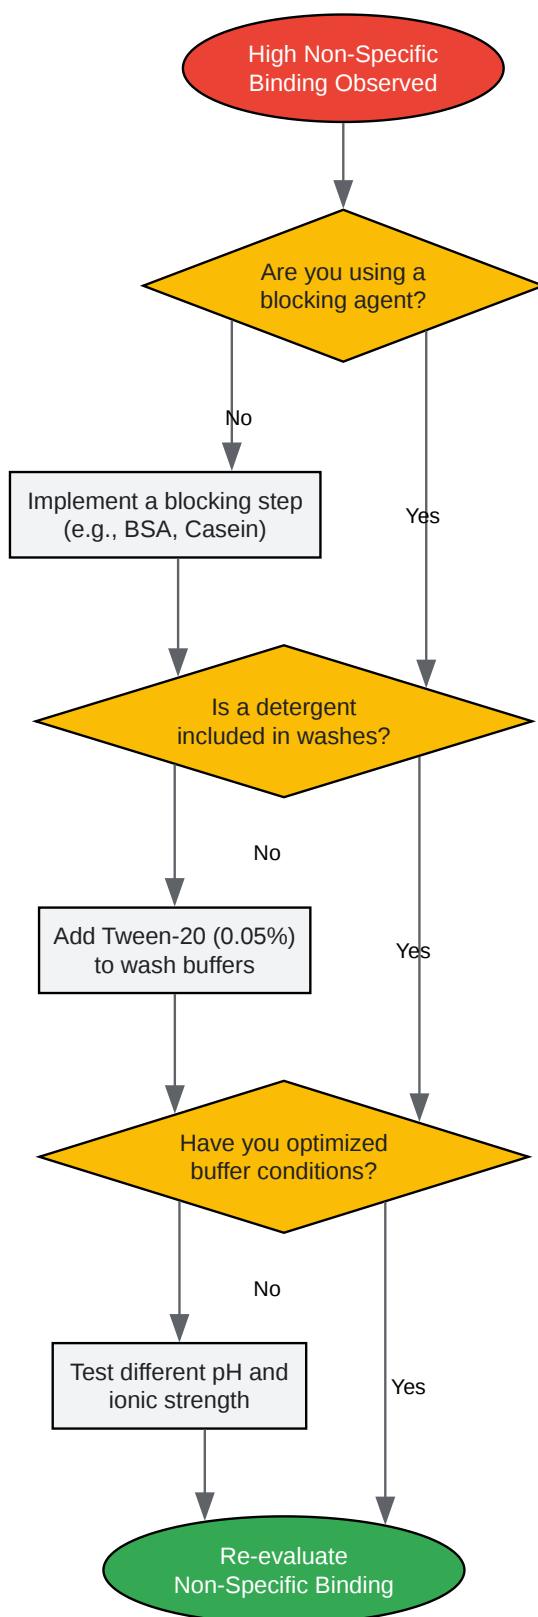 High Non-Specific
Binding Observed
Are you using a
blocking agent?
No
Implement a blocking step
(e.g., BSA, Casein)
Yes
Is a detergent
included in washes?
No
Add Tween-20 (0.05%)
to wash buffers
Yes
Have you optimized
buffer conditions?
No
Test different pH and
ionic strength
Yes
Re-evaluate
Non-Specific Binding